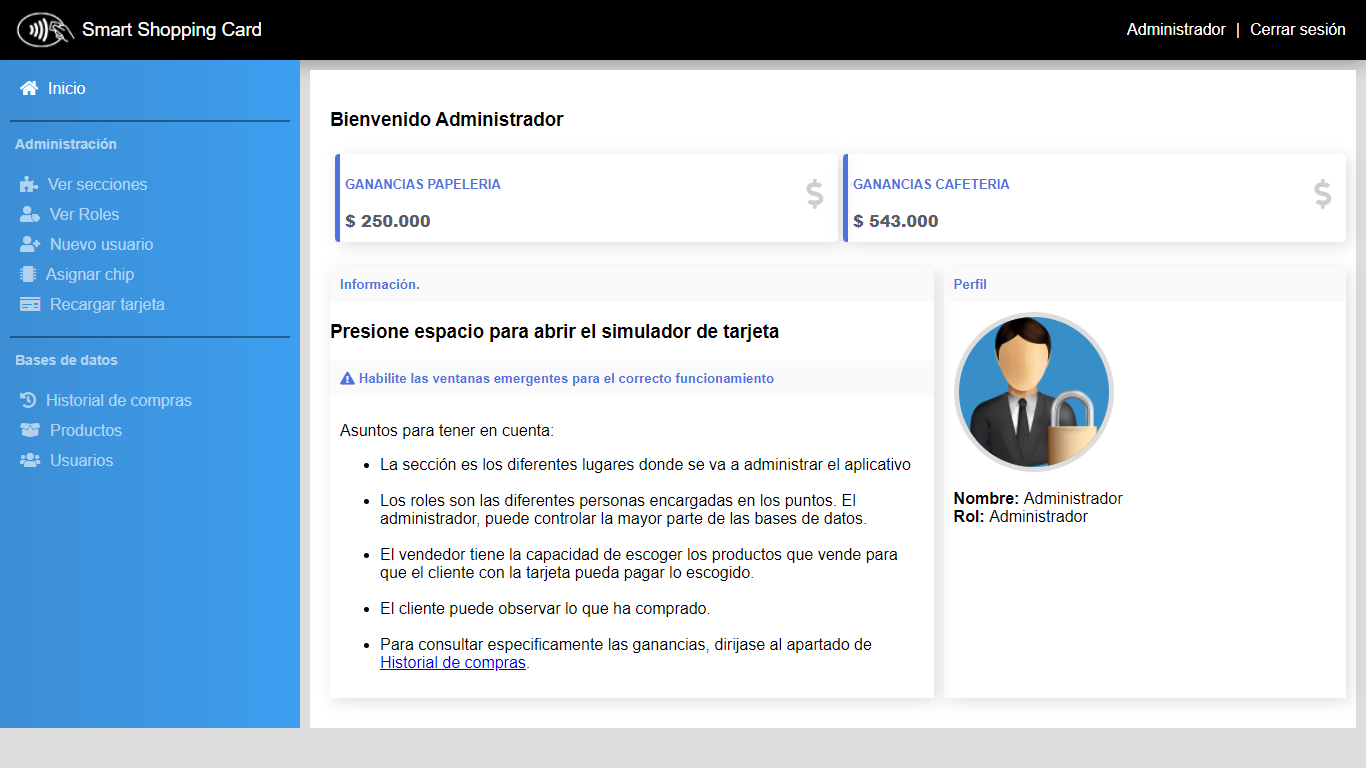 Smart Shopping Card
Administrador | Cerrar sesión
Inicio
Administración
Ver secciones
Ver Roles
Nuevo usuario
Asignar chip
Recargar tarjeta
Bases de datos
Historial de compras
Productos
Usuarios
Bienvenido Administrador
GANANCIAS PAPELERIA
$ 250.000
$
GANANCIAS CAFETERIA
$ 543.000
$
Información.
Presione espacio para abrir el simulador de tarjeta
Habilite las ventanas emergentes para el correcto funcionamiento
Asuntos para tener en cuenta:
• La sección es los diferentes lugares donde se va a administrar el aplicativo
• Los roles son las diferentes personas encargadas en los puntos. El
administrador, puede controlar la mayor parte de las bases de datos.
• El vendedor tiene la capacidad de escoger los productos que vende para
que el cliente con la tarjeta pueda pagar lo escogido.
• El cliente puede observar lo que ha comprado.
• Para consultar especificamente las ganancias, dirijase al apartado de
Historial de compras.
Perfil
Nombre: Administrador
Rol: Administrador